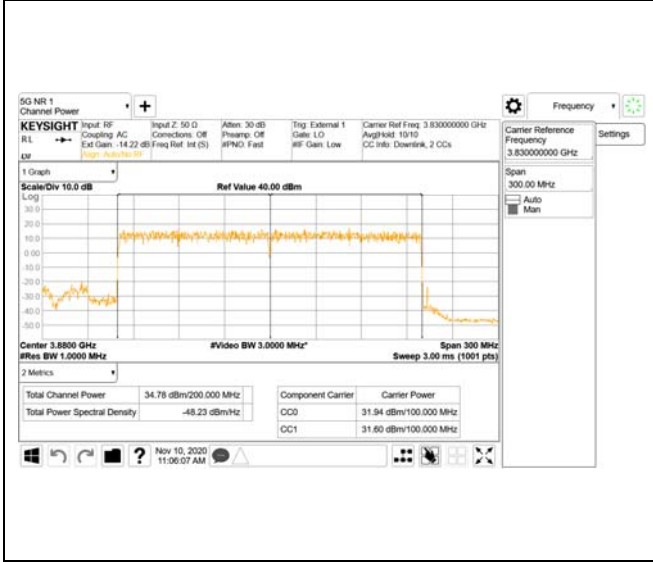 5G NR 1
Channel Power
Frequency
KEYSIGHT
RL
Input: RF
Coupling: AC
Ext Gain: -14.22 dB
Align: Auto/No RF
Input Z: 50 Ω
Corrections: Off
Freq Ref: Int (S)
Atten: 30 dB
Preamp: Off
#PNO: Fast
Trig: External 1
Gate: LO
#IF Gain: Low
Carrier Ref Freq: 3.830000000 GHz
Avg|Hold: 10/10
CC Info: Downlink, 2 CCs
Carrier Reference
Frequency
3.830000000 GHz
Settings
Span
300.00 MHz
Auto
Man
1 Graph
Scale/Div 10.0 dB
Ref Value 40.00 dBm
Log
30.0
20.0
10.0
0.00
-10.0
-20.0
-30.0
-40.0
-50.0
Center 3.8800 GHz
#Video BW 3.0000 MHz*
Span 300 MHz
#Res BW 1.0000 MHz
Sweep 3.00 ms (1001 pts)
2 Metrics
Total Channel Power 34.78 dBm/200.000 MHz
Total Power Spectral Density -48.23 dBm/Hz
Component Carrier Carrier Power
CC0 31.94 dBm/100.000 MHz
CC1 31.60 dBm/100.000 MHz
Nov 10, 2020
11:06:07 AM